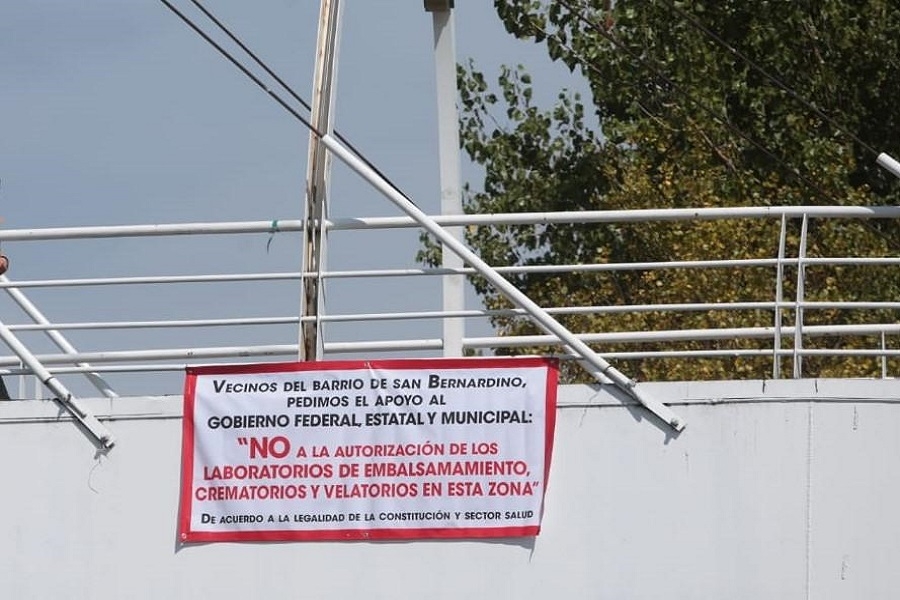 VECINOS DEL BARRIO DE SAN BERNARDINO,
PEDIMOS EL APOYO AL
GOBIERNO FEDERAL, ESTATAL Y MUNICIPAL:
"NO A LA AUTORIZACIÓN DE LOS
LABORATORIOS DE EMBALSAMAMIENTO,
CREMATORIOS Y VELATORIOS EN ESTA ZONA"
DE ACUERDO A LA LEGALIDAD DE LA CONSTITUCIÓN Y SECTOR SALUD